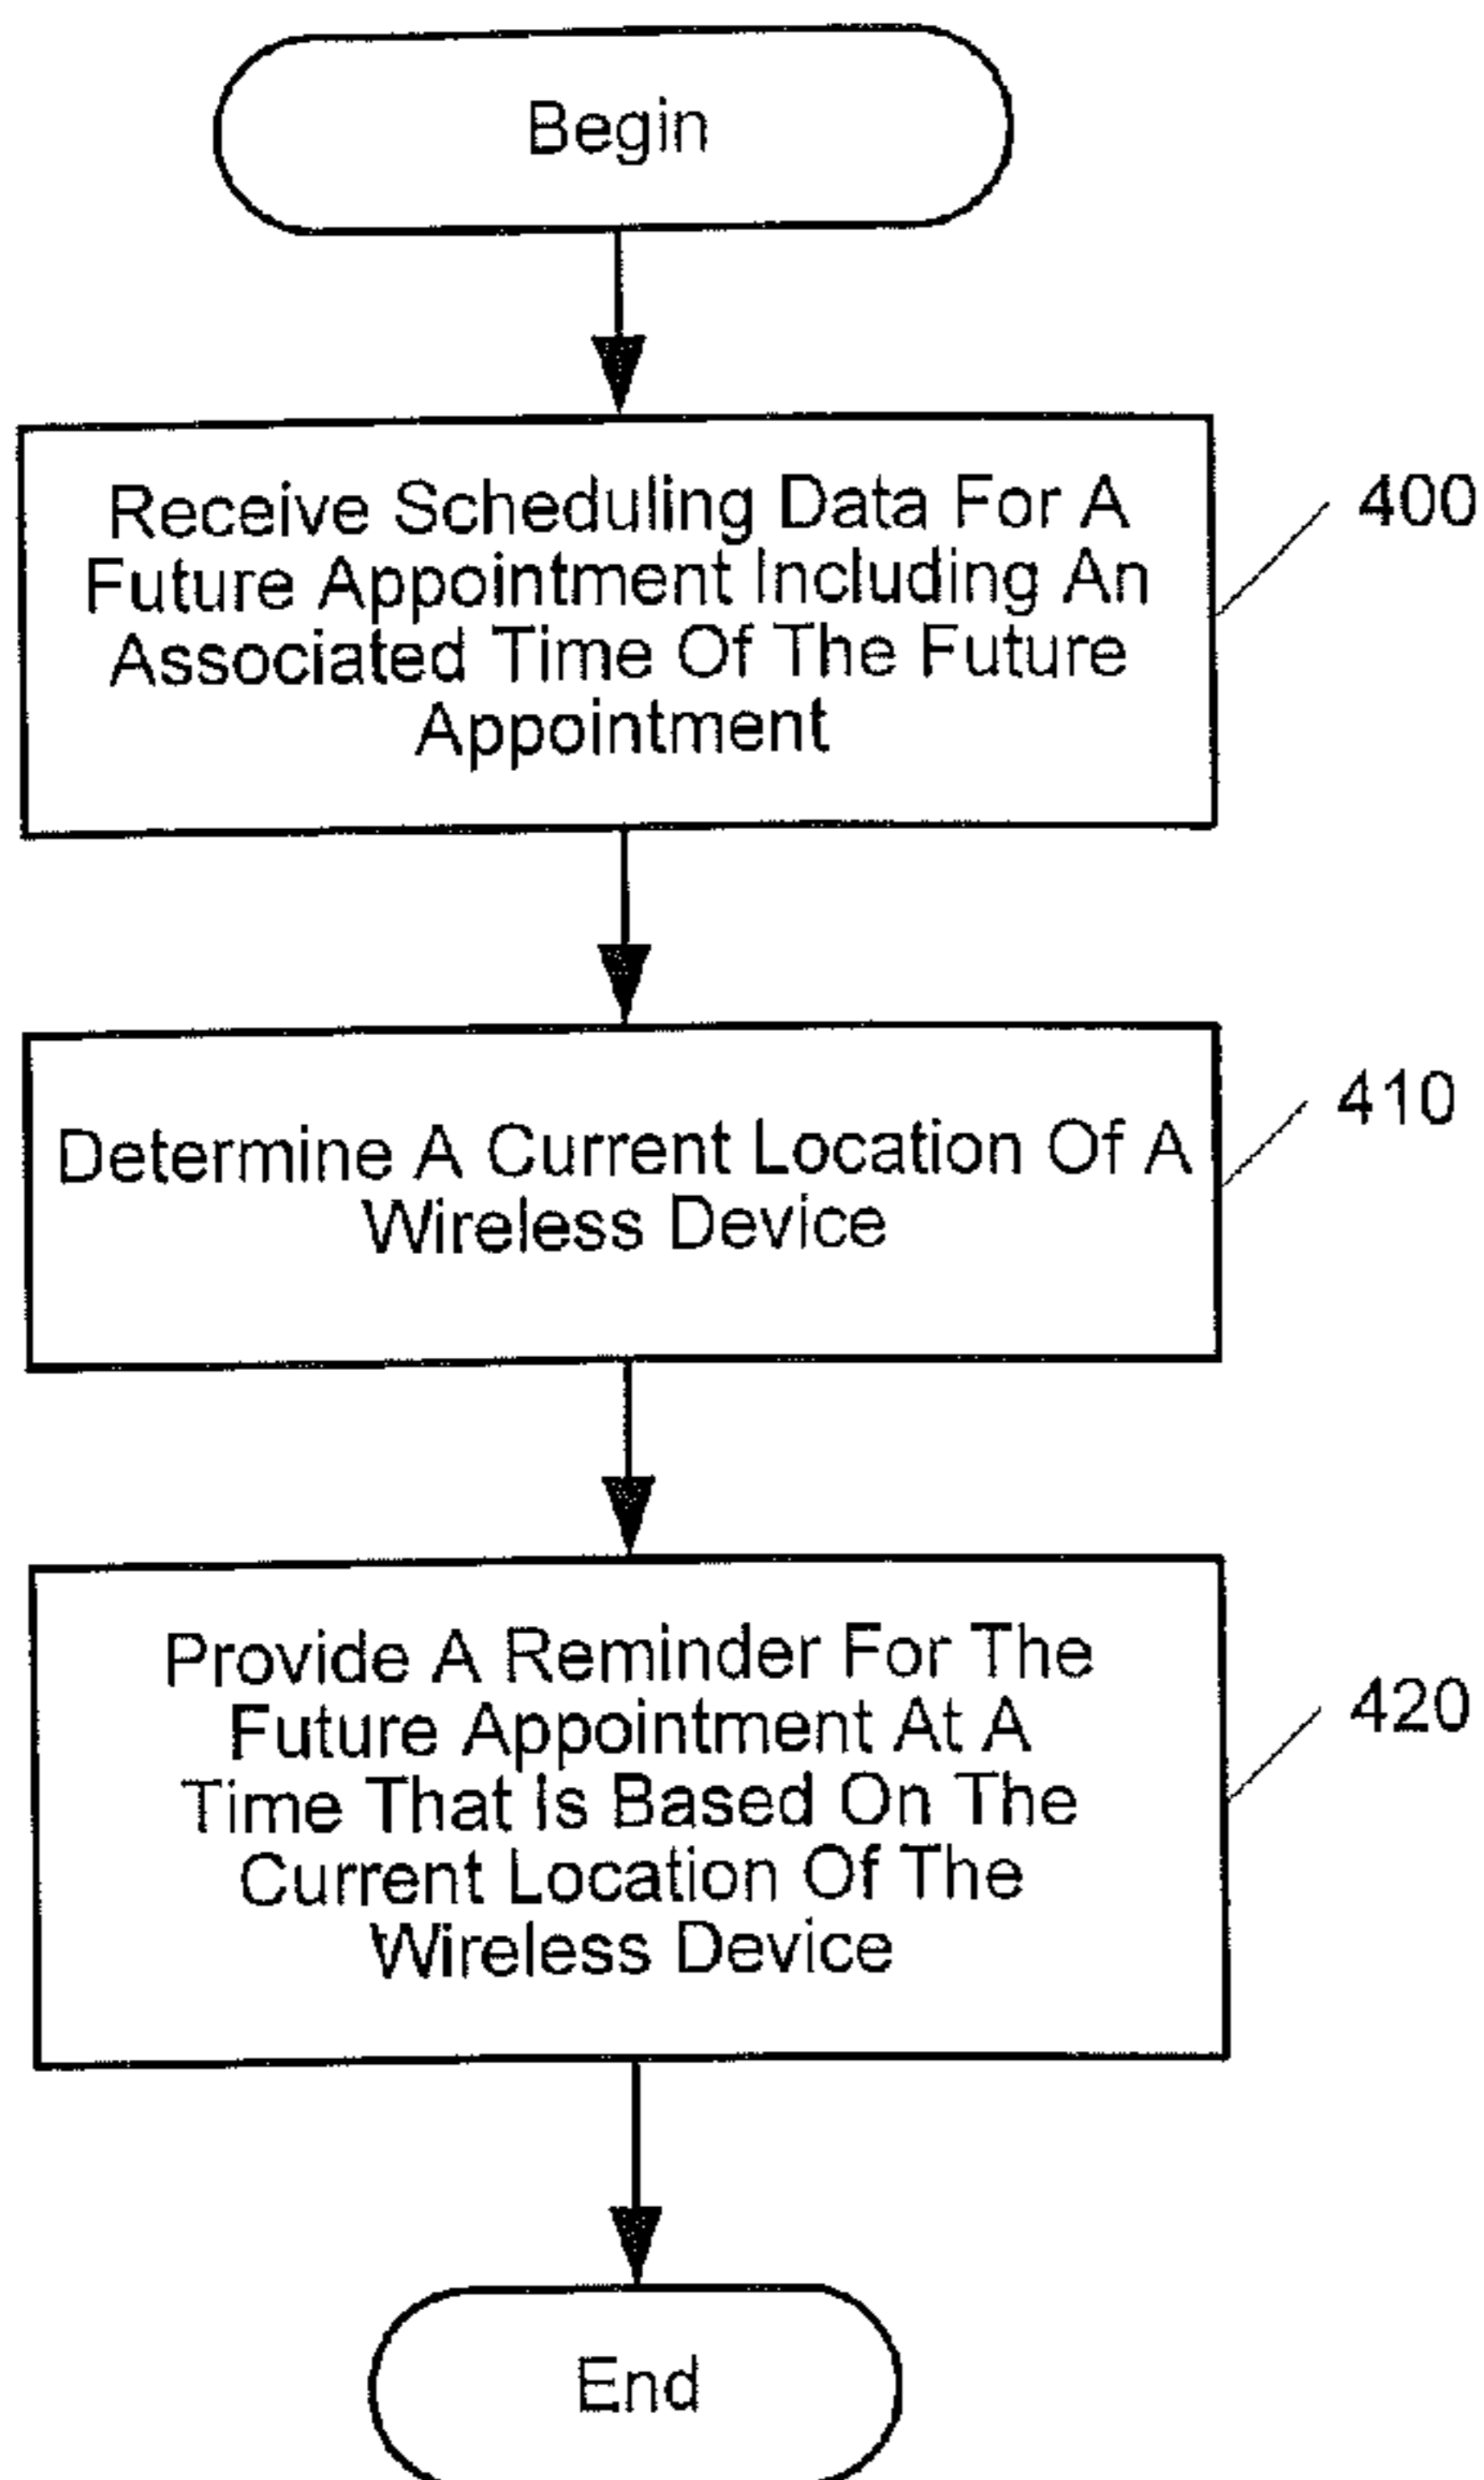 Begin
Receive Scheduling Data For A
Future Appointment Including An
Associated Time Of The Future
Appointment
400
Determine A Current Location Of A
Wireless Device
410
Provide A Reminder For The
Future Appointment At A
Time That Is Based On The
Current Location Of The
Wireless Device
420
End